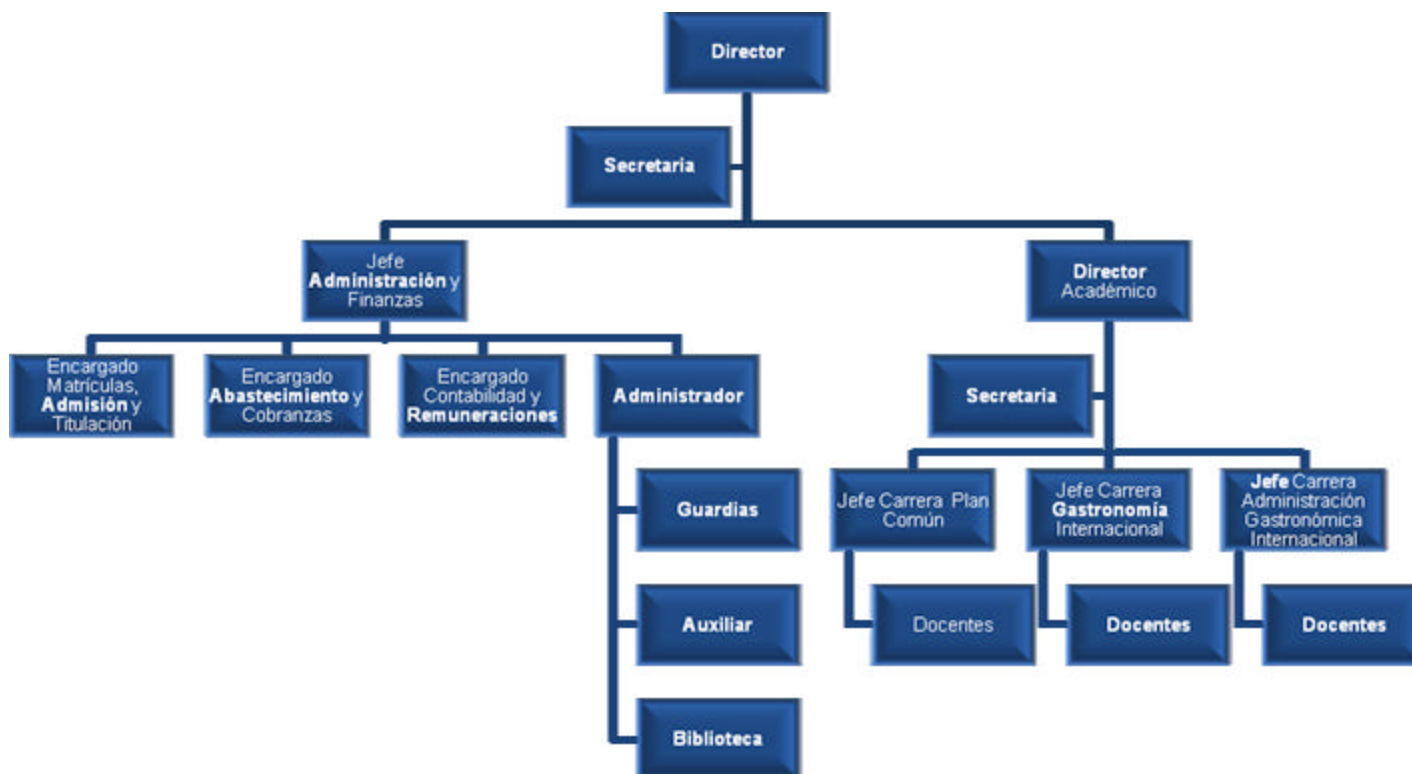 Director
Secretaria
Jefe
Administración y
Finanzas
Director
Académico
Encargado
Matrículas,
Admisión y
Titulación
Encargado
Abastecimiento y
Cobranzas
Encargado
Contabilidad y
Remuneraciones
Administrador
Secretaria
Guardias
Auxiliar
Biblioteca
Jefe Carrera Plan
Común
Jefe Carrera
Gastronomía
Internacional
Jefe Carrera
Administración
Gastronómica
Internacional
Docentes
Docentes
Docentes